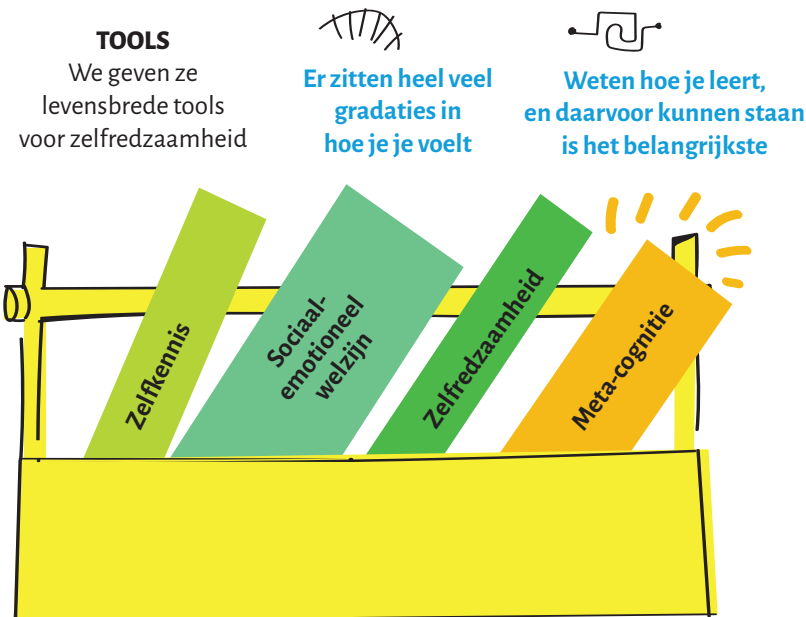 TOOLS
We geven ze
levensbrede tools
voor zelfredzaamheid
Er zitten heel veel
gradaties in
hoe je je voelt
Weten hoe je leert,
en daarvoor kunnen staan
is het belangrijkste
Zelfkennis
Sociaal-
emotioneel
welzijn
Zelfredzaamheid
Meta-cognitie